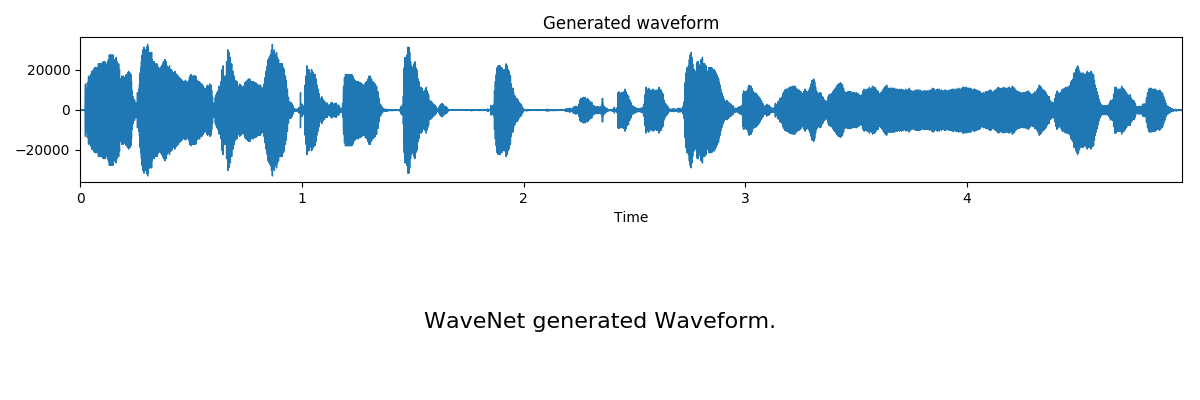 Generated waveform
20000
0
−20000
0 1 2 3 4
Time
WaveNet generated Waveform.